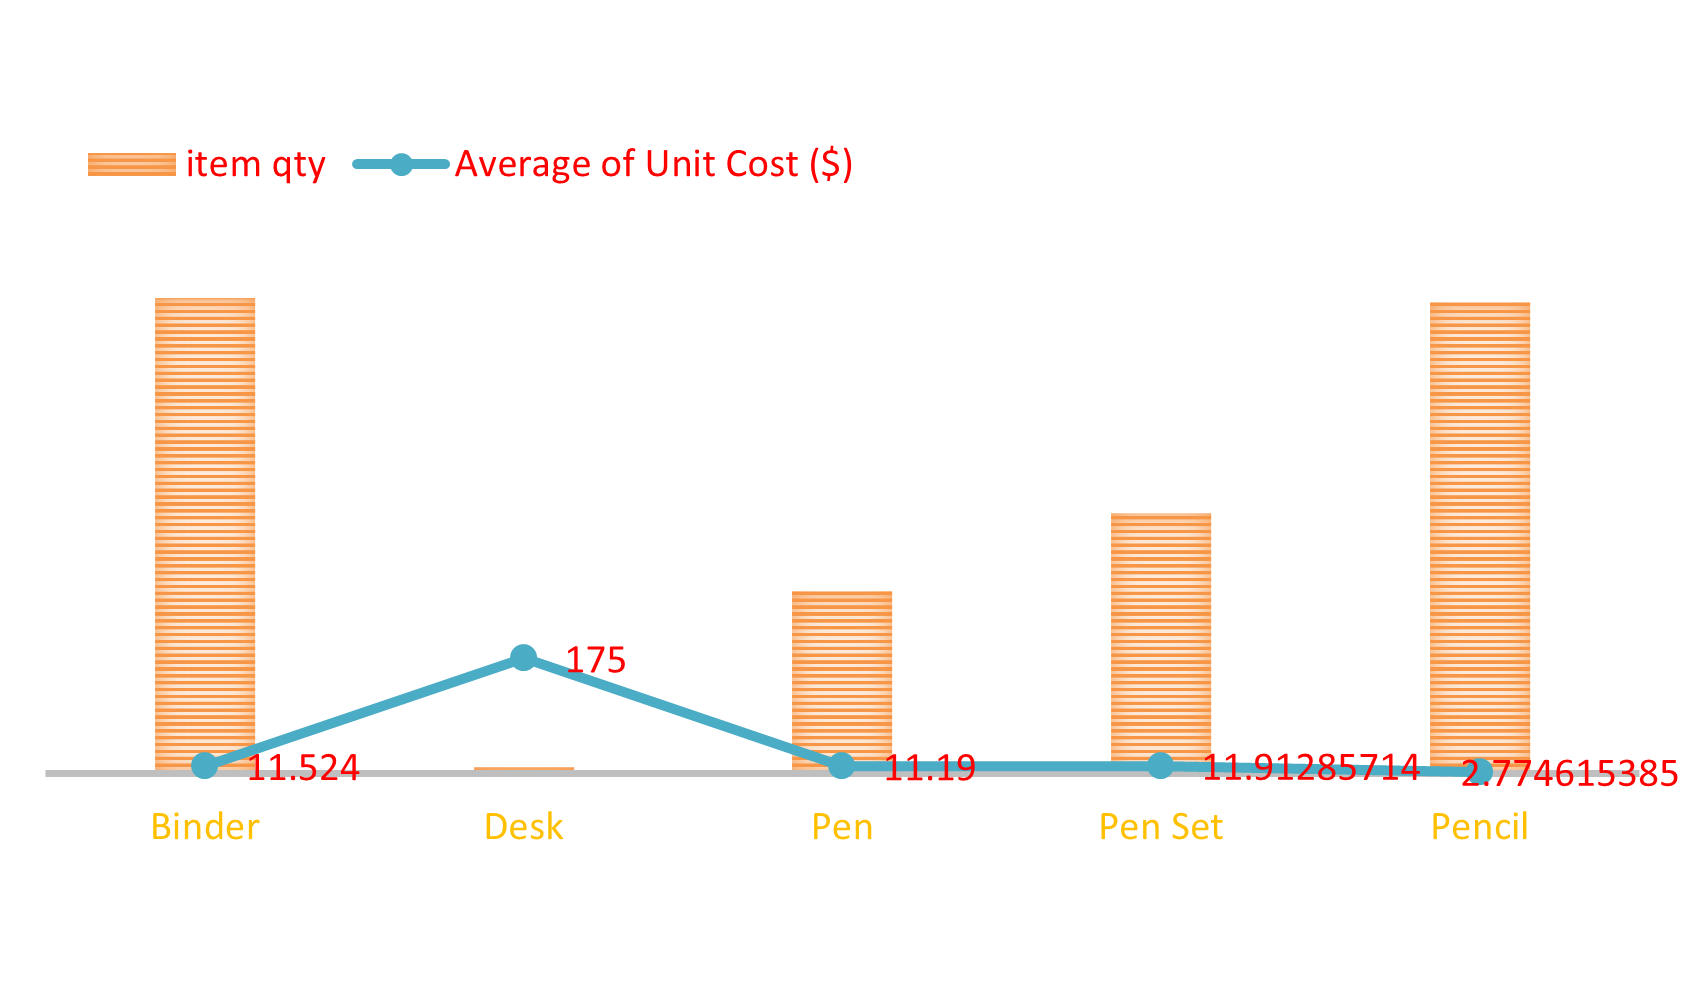 item qty Average of Unit Cost ($)
175
11.524 11.19 11.91285714 2.774615385
Binder Desk Pen Pen Set Pencil